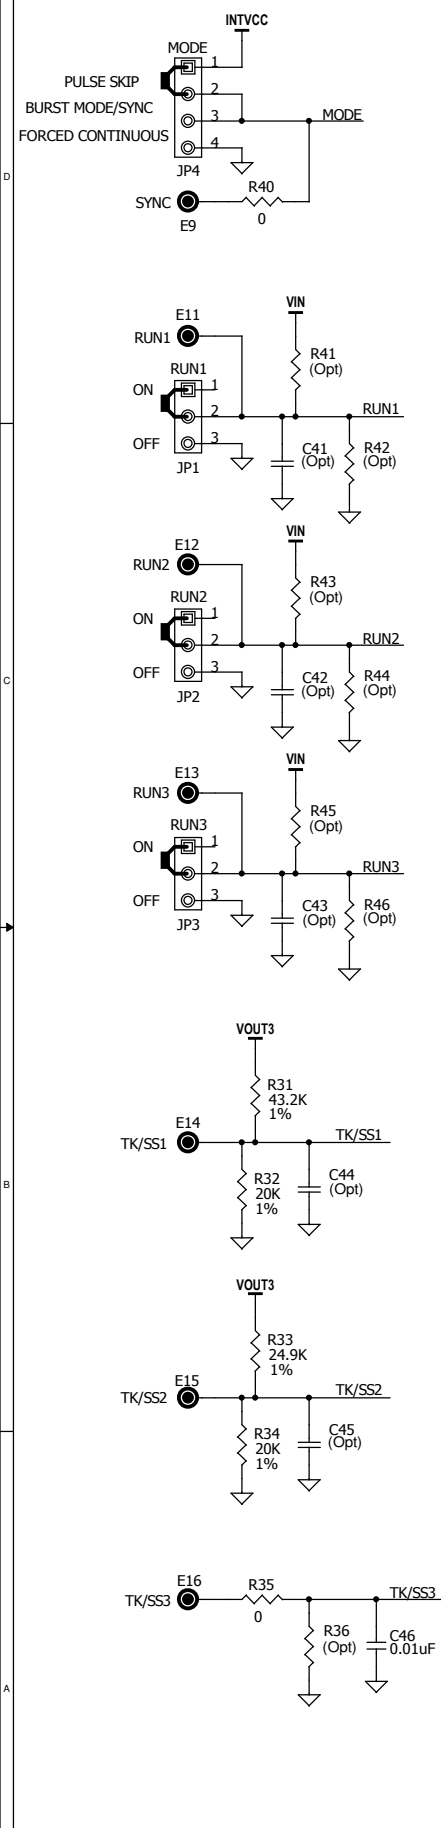 INTVCC
MODE
1
PULSE SKIP
2
BURST MODE/SYNC
3
MODE
FORCED CONTINUOUS
4
JP4
D
R40
SYNC
0
E9
VIN
E11
RUN1
R41
(Opt)
RUN1
ON
1
2
RUN1
OFF
3
C41
(Opt)
R42
(Opt)
JP1
VIN
E12
RUN2
R43
(Opt)
RUN2
ON
1
2
RUN2
OFF
3
C42
(Opt)
R44
(Opt)
C
JP2
VIN
E13
RUN3
R45
(Opt)
RUN3
ON
1
2
RUN3
OFF
3
C43
(Opt)
R46
(Opt)
JP3
VOUT3
R31
43.2K
1%
E14
TK/SS1
TK/SS1
R32
20K
1%
C44
(Opt)
B
VOUT3
R33
24.9K
1%
E15
TK/SS2
TK/SS2
R34
20K
1%
C45
(Opt)
E16
TK/SS3
R35
0
TK/SS3
R36
(Opt)
C46
0.01uF
A